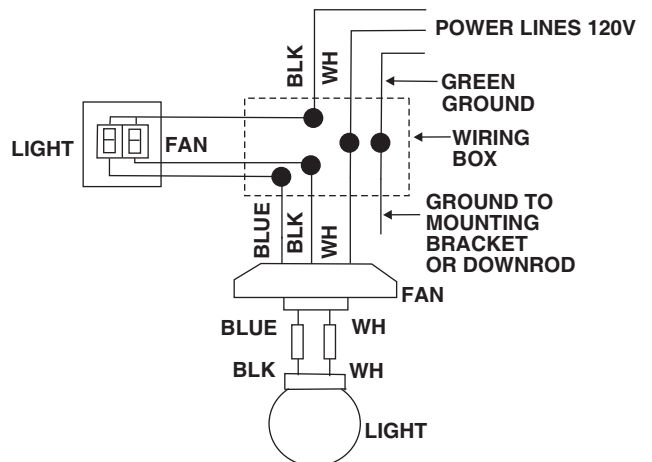 POWER LINES 120V
BLK
WH
GREEN
GROUND
LIGHT
FAN
WIRING
BOX
GROUND TO
MOUNTING
BRACKET
OR DOWNROD
BLUE
BLK
WH
FAN
BLUE
WH
BLK
WH
LIGHT